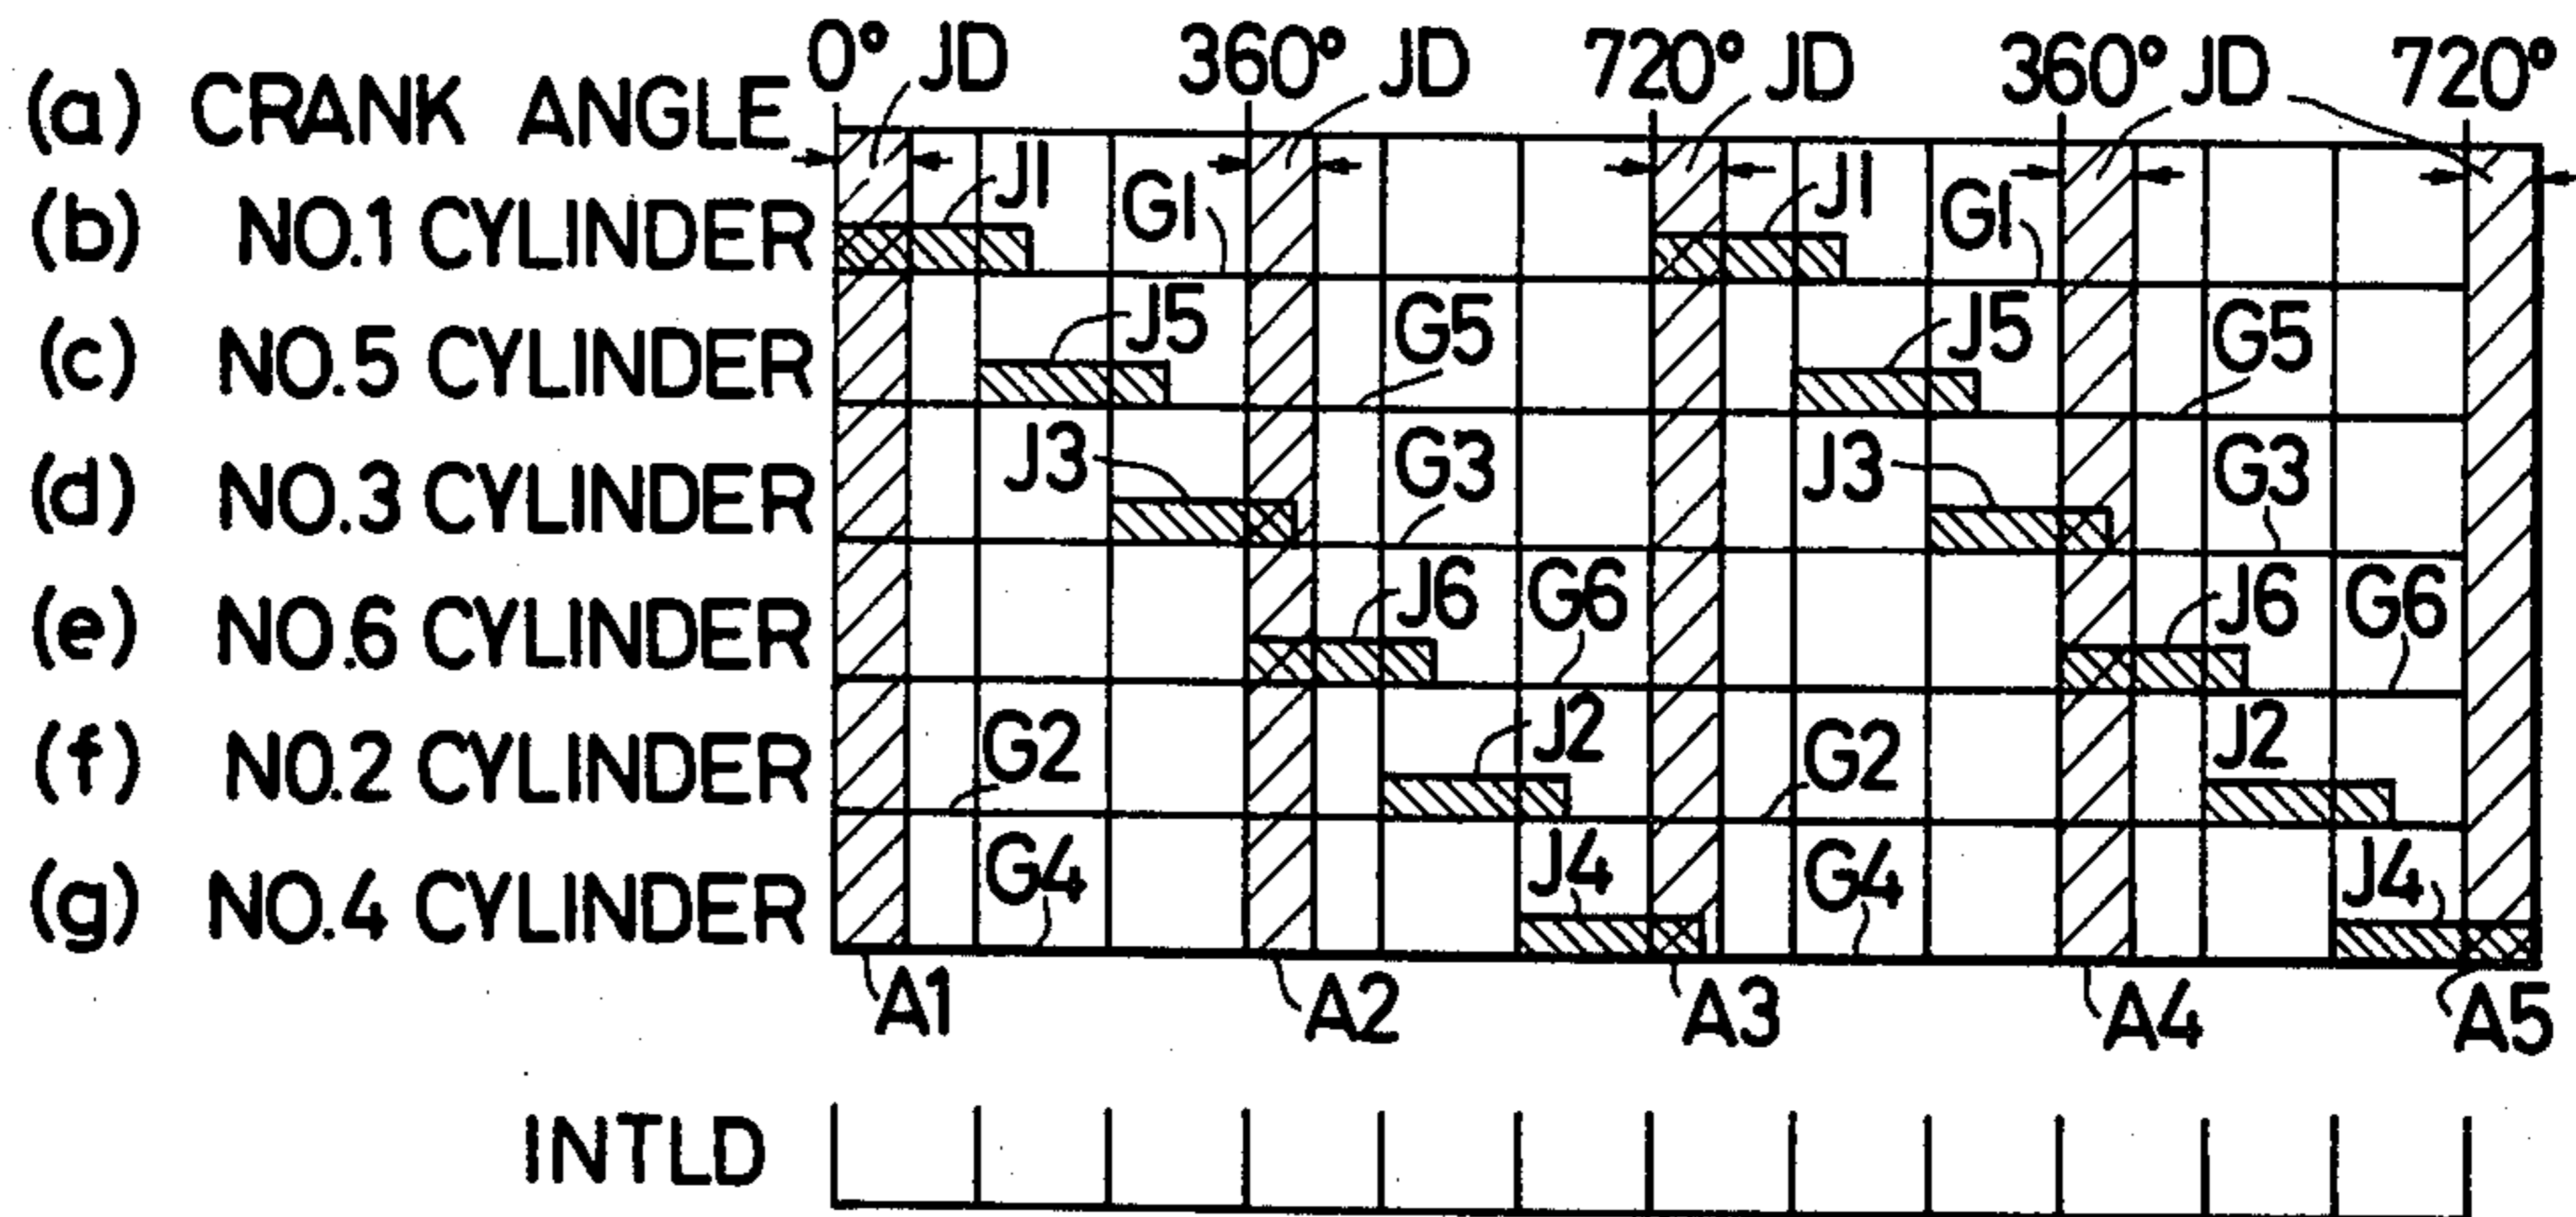 (a) CRANK ANGLE 0° JD 360° JD 720° JD 360° JD 720°
(b) NO.1 CYLINDER J1 G1 J1 G1
(c) NO.5 CYLINDER J5 G5 J5 G5
(d) NO.3 CYLINDER J3 G3 J3 G3
(e) NO.6 CYLINDER J6 G6 J6 G6
(f) NO.2 CYLINDER G2 J2 G2 J2
(g) NO.4 CYLINDER G4 J4 G4 J4
A1 A2 A3 A4 A5
INTLD